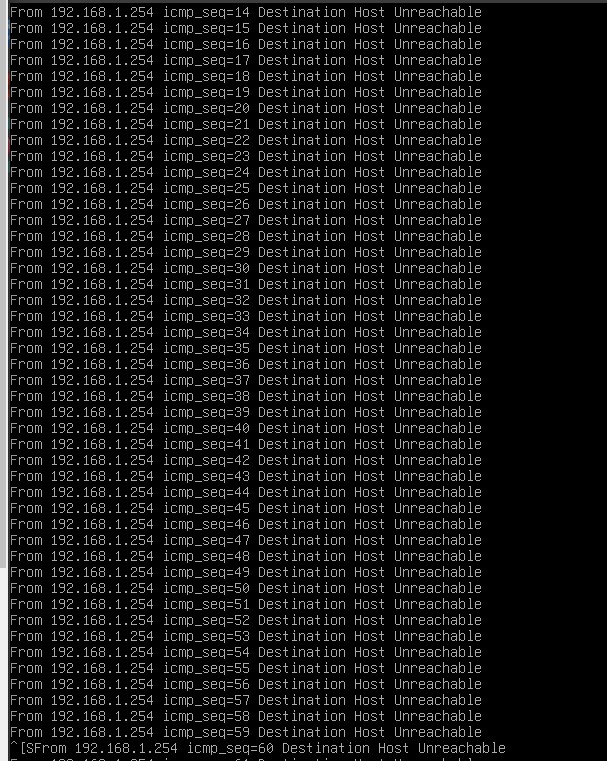 From 192.168.1.254 icmp_seq=14 Destination Host Unreachable
From 192.168.1.254 icmp_seq=15 Destination Host Unreachable
From 192.168.1.254 icmp_seq=16 Destination Host Unreachable
From 192.168.1.254 icmp_seq=17 Destination Host Unreachable
From 192.168.1.254 icmp_seq=18 Destination Host Unreachable
From 192.168.1.254 icmp_seq=19 Destination Host Unreachable
From 192.168.1.254 icmp_seq=20 Destination Host Unreachable
From 192.168.1.254 icmp_seq=21 Destination Host Unreachable
From 192.168.1.254 icmp_seq=22 Destination Host Unreachable
From 192.168.1.254 icmp_seq=23 Destination Host Unreachable
From 192.168.1.254 icmp_seq=24 Destination Host Unreachable
From 192.168.1.254 icmp_seq=25 Destination Host Unreachable
From 192.168.1.254 icmp_seq=26 Destination Host Unreachable
From 192.168.1.254 icmp_seq=27 Destination Host Unreachable
From 192.168.1.254 icmp_seq=28 Destination Host Unreachable
From 192.168.1.254 icmp_seq=29 Destination Host Unreachable
From 192.168.1.254 icmp_seq=30 Destination Host Unreachable
From 192.168.1.254 icmp_seq=31 Destination Host Unreachable
From 192.168.1.254 icmp_seq=32 Destination Host Unreachable
From 192.168.1.254 icmp_seq=33 Destination Host Unreachable
From 192.168.1.254 icmp_seq=34 Destination Host Unreachable
From 192.168.1.254 icmp_seq=35 Destination Host Unreachable
From 192.168.1.254 icmp_seq=36 Destination Host Unreachable
From 192.168.1.254 icmp_seq=37 Destination Host Unreachable
From 192.168.1.254 icmp_seq=38 Destination Host Unreachable
From 192.168.1.254 icmp_seq=39 Destination Host Unreachable
From 192.168.1.254 icmp_seq=40 Destination Host Unreachable
From 192.168.1.254 icmp_seq=41 Destination Host Unreachable
From 192.168.1.254 icmp_seq=42 Destination Host Unreachable
From 192.168.1.254 icmp_seq=43 Destination Host Unreachable
From 192.168.1.254 icmp_seq=44 Destination Host Unreachable
From 192.168.1.254 icmp_seq=45 Destination Host Unreachable
From 192.168.1.254 icmp_seq=46 Destination Host Unreachable
From 192.168.1.254 icmp_seq=47 Destination Host Unreachable
From 192.168.1.254 icmp_seq=48 Destination Host Unreachable
From 192.168.1.254 icmp_seq=49 Destination Host Unreachable
From 192.168.1.254 icmp_seq=50 Destination Host Unreachable
From 192.168.1.254 icmp_seq=51 Destination Host Unreachable
From 192.168.1.254 icmp_seq=52 Destination Host Unreachable
From 192.168.1.254 icmp_seq=53 Destination Host Unreachable
From 192.168.1.254 icmp_seq=54 Destination Host Unreachable
From 192.168.1.254 icmp_seq=55 Destination Host Unreachable
From 192.168.1.254 icmp_seq=56 Destination Host Unreachable
From 192.168.1.254 icmp_seq=57 Destination Host Unreachable
From 192.168.1.254 icmp_seq=58 Destination Host Unreachable
From 192.168.1.254 icmp_seq=59 Destination Host Unreachable
^[SFrom 192.168.1.254 icmp_seq=60 Destination Host Unreachable